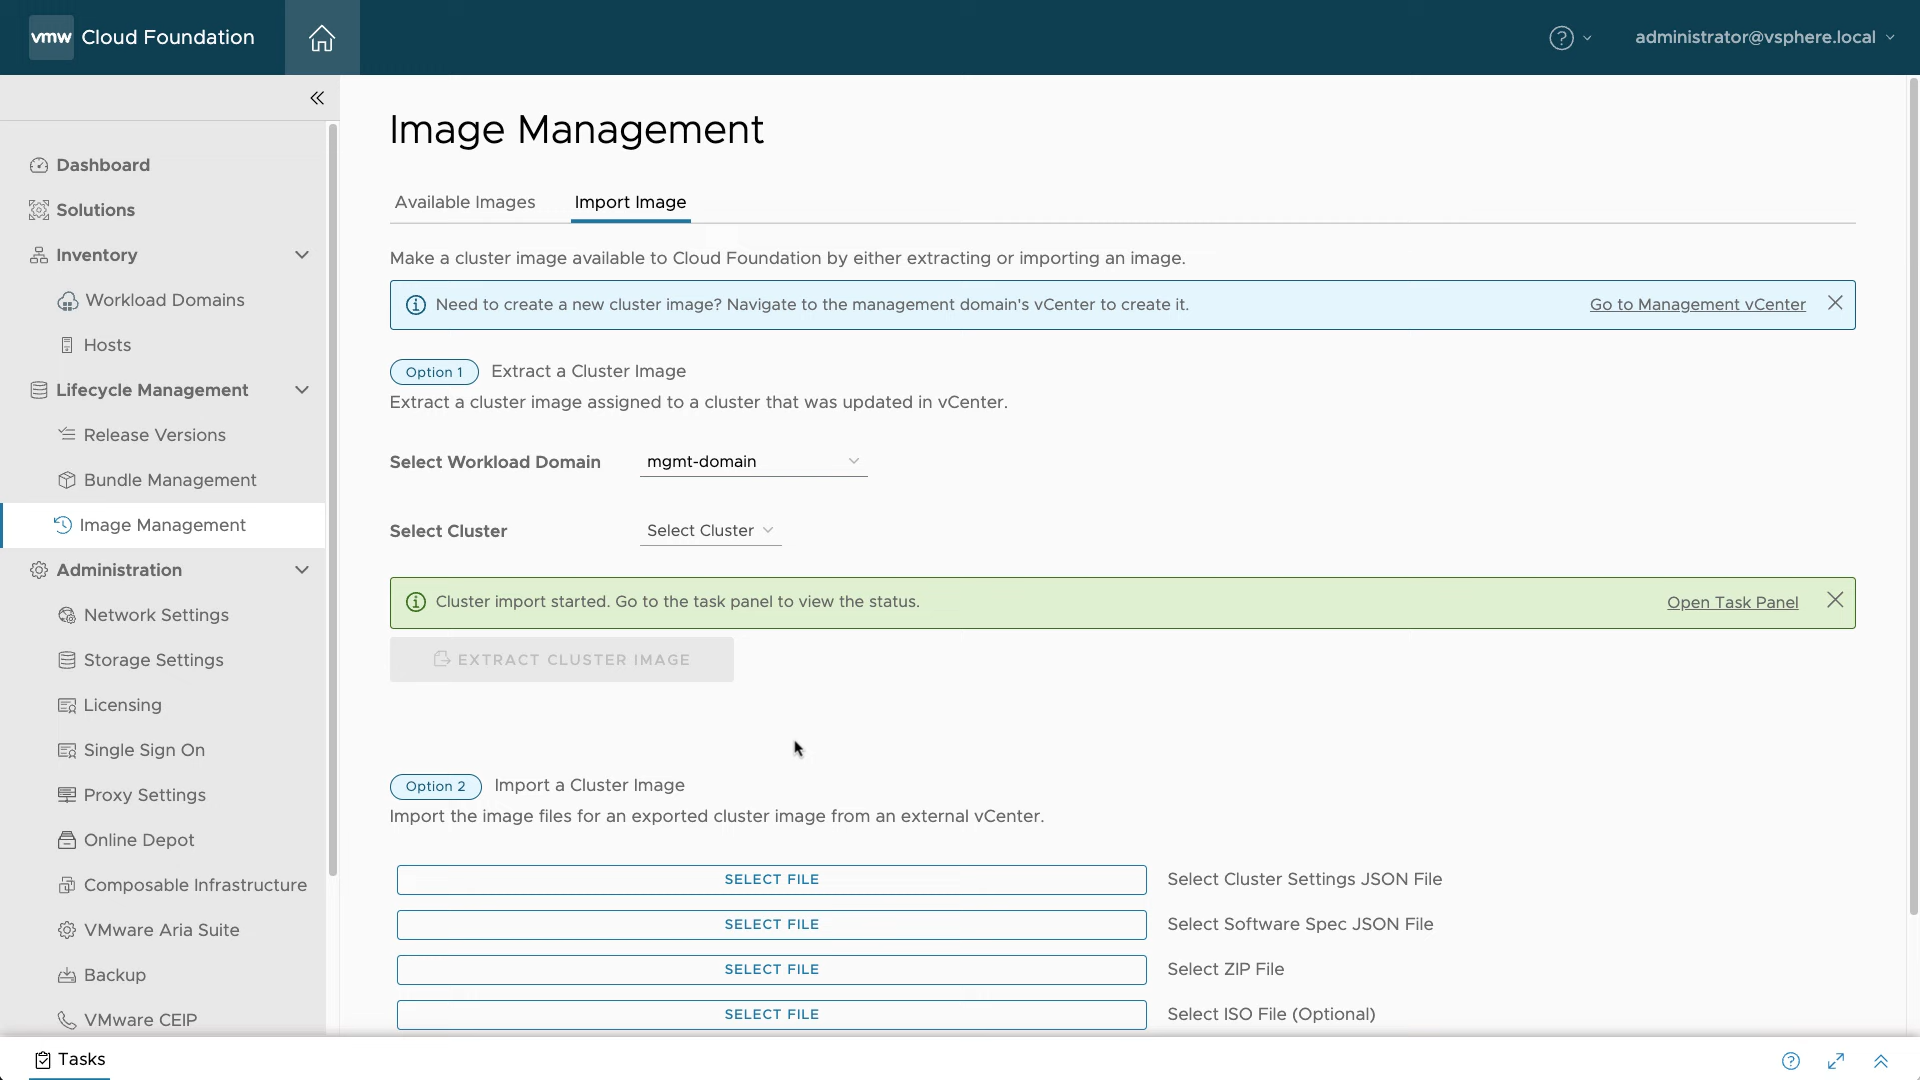 vmw Cloud Foundation
administrator@vsphere.local
Dashboard
Solutions
Inventory
Workload Domains
Hosts
Lifecycle Management
Release Versions
Bundle Management
Image Management
Administration
Network Settings
Storage Settings
Licensing
Single Sign On
Proxy Settings
Online Depot
Composable Infrastructure
VMware Aria Suite
Backup
VMware CEIP
Image Management
Available Images Import Image
Make a cluster image available to Cloud Foundation by either extracting or importing an image.
Need to create a new cluster image? Navigate to the management domain's vCenter to create it. Go to Management vCenter
Option 1 Extract a Cluster Image
Extract a cluster image assigned to a cluster that was updated in vCenter.
Select Workload Domain mgmt-domain
Select Cluster Select Cluster
Cluster import started. Go to the task panel to view the status. Open Task Panel
EXTRACT CLUSTER IMAGE
Option 2 Import a Cluster Image
Import the image files for an exported cluster image from an external vCenter.
SELECT FILE Select Cluster Settings JSON File
SELECT FILE Select Software Spec JSON File
SELECT FILE Select ZIP File
SELECT FILE Select ISO File (Optional)
Tasks